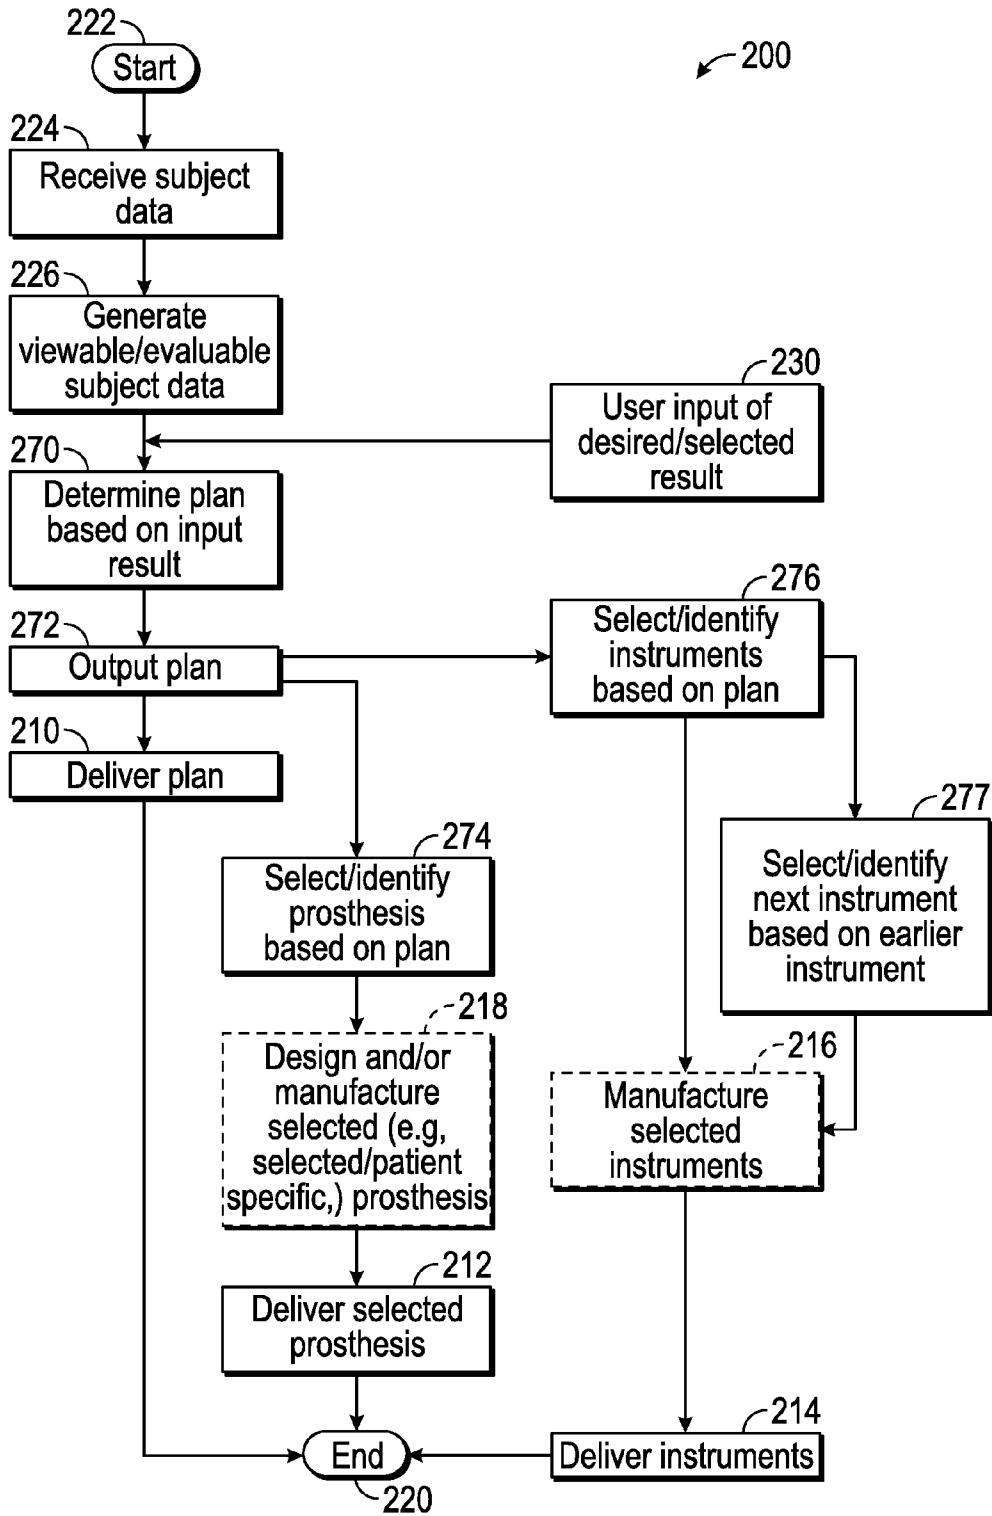 222
Start
200
224
Receive subject
data
226
Generate
viewable/evaluable
subject data
230
User input of
desired/selected
result
270
Determine plan
based on input
result
276
Select/identify
instruments
based on plan
272
Output plan
210
Deliver plan
277
Select/identify
next instrument
based on earlier
instrument
274
Select/identify
prosthesis
based on plan
218
Design and/or
manufacture
selected (e.g,
selected/patient
specific,) prosthesis
216
Manufacture
selected
instruments
212
Deliver selected
prosthesis
214
Deliver instruments
End
220